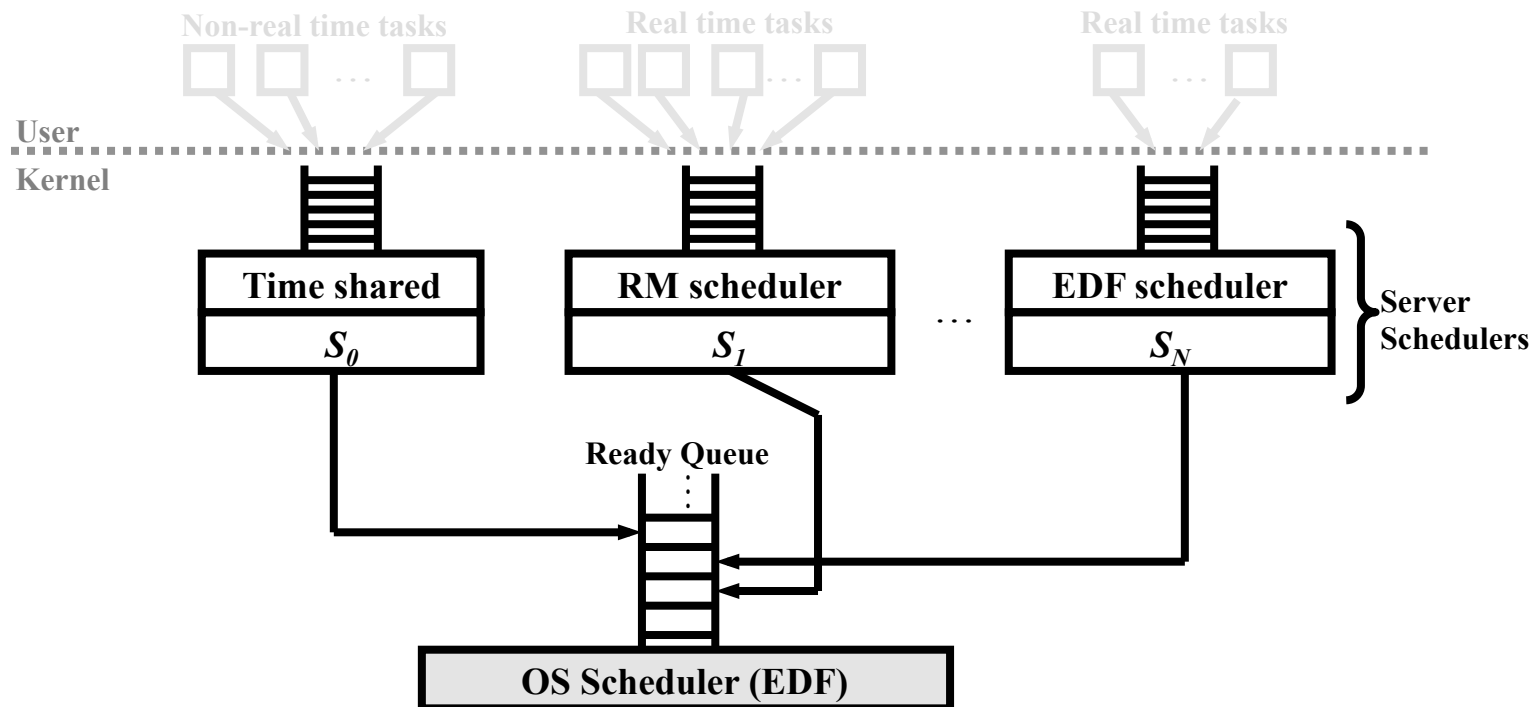 Non-real time tasks
Real time tasks
Real time tasks
. . .
. . .
. . .
User
Kernel
Time shared
RM scheduler
EDF scheduler
S0
S1
. . .
SN
Server
Schedulers
Ready Queue
OS Scheduler (EDF)